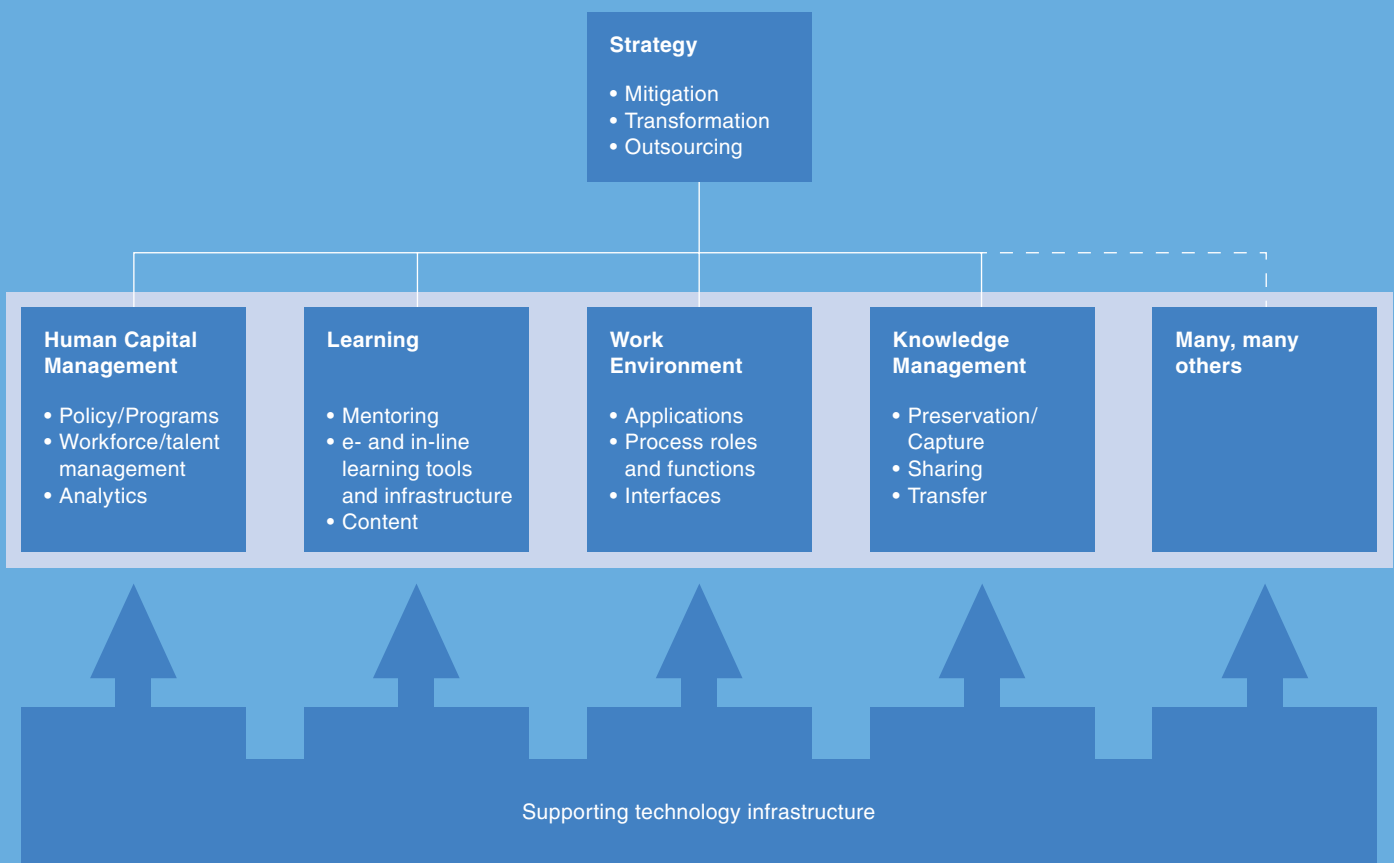 Strategy
• Mitigation
• Transformation
• Outsourcing
Human Capital
Management
• Policy/Programs
• Workforce/talent
management
• Analytics
Learning
• Mentoring
• e- and in-line
learning tools
and infrastructure
• Content
Work
Environment
• Applications
• Process roles
and functions
• Interfaces
Knowledge
Management
• Preservation/
Capture
• Sharing
• Transfer
Many, many
others
Supporting technology infrastructure